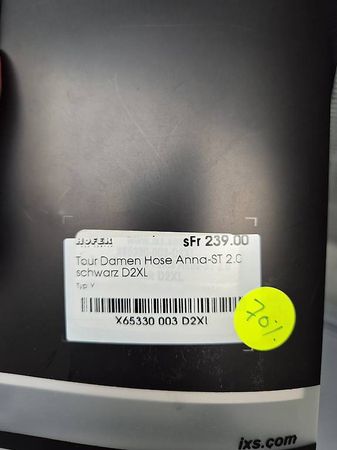 HOFER sFr 239.00
Tour Damen Hose Anna-ST 2.0
schwarz D2XL
Typ: Y
X65330 003 D2XL
70%
ixs.com